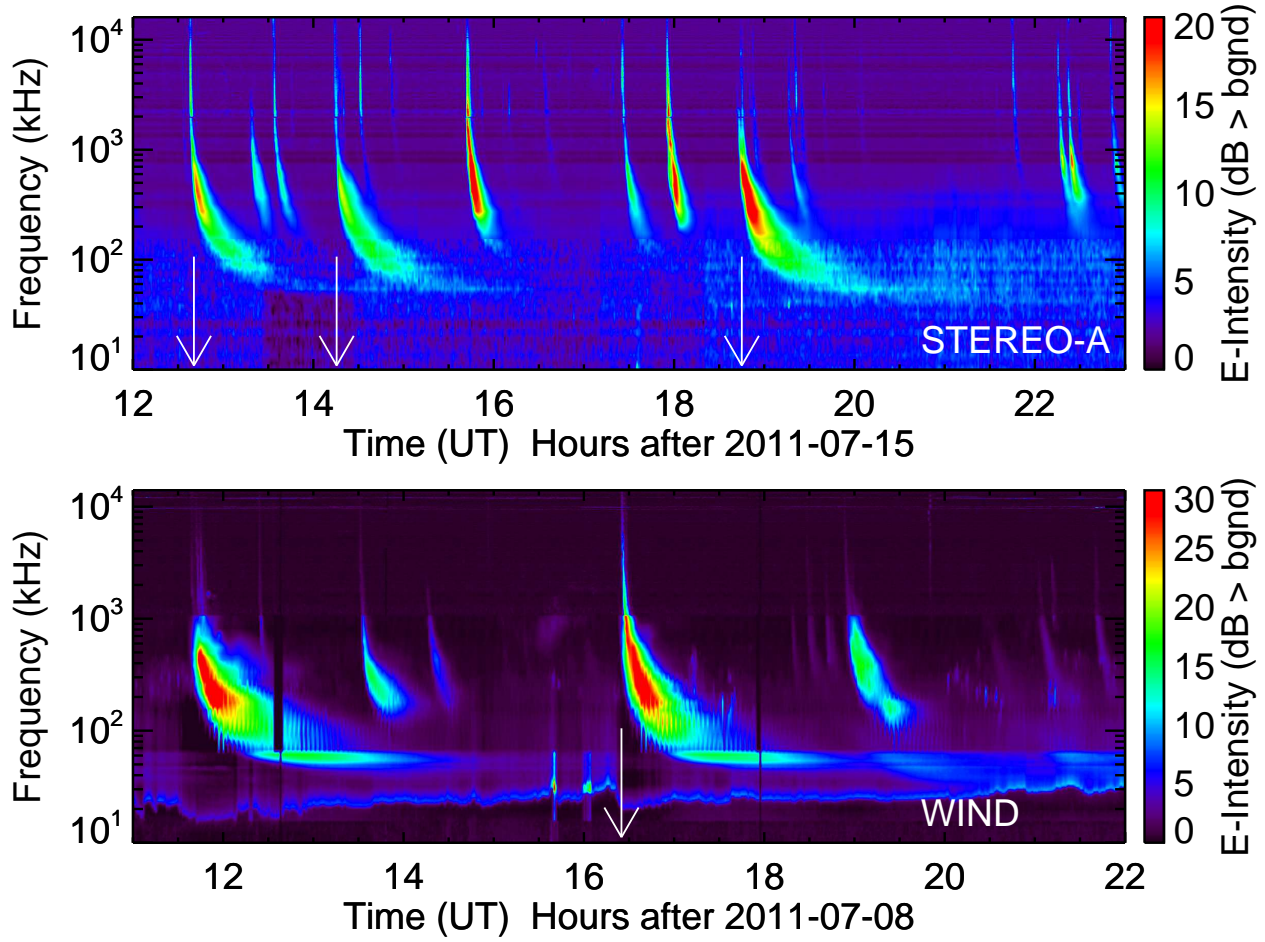 10⁴
10³
10²
10¹
Frequency (kHz)
STEREO-A
12 14 16 18 20 22
Time (UT) Hours after 2011-07-15
20
15
10
5
0
E-Intensity (dB > bgnd)
10⁴
10³
10²
10¹
Frequency (kHz)
WIND
12 14 16 18 20 22
Time (UT) Hours after 2011-07-08
30
25
20
15
10
5
0
E-Intensity (dB > bgnd)